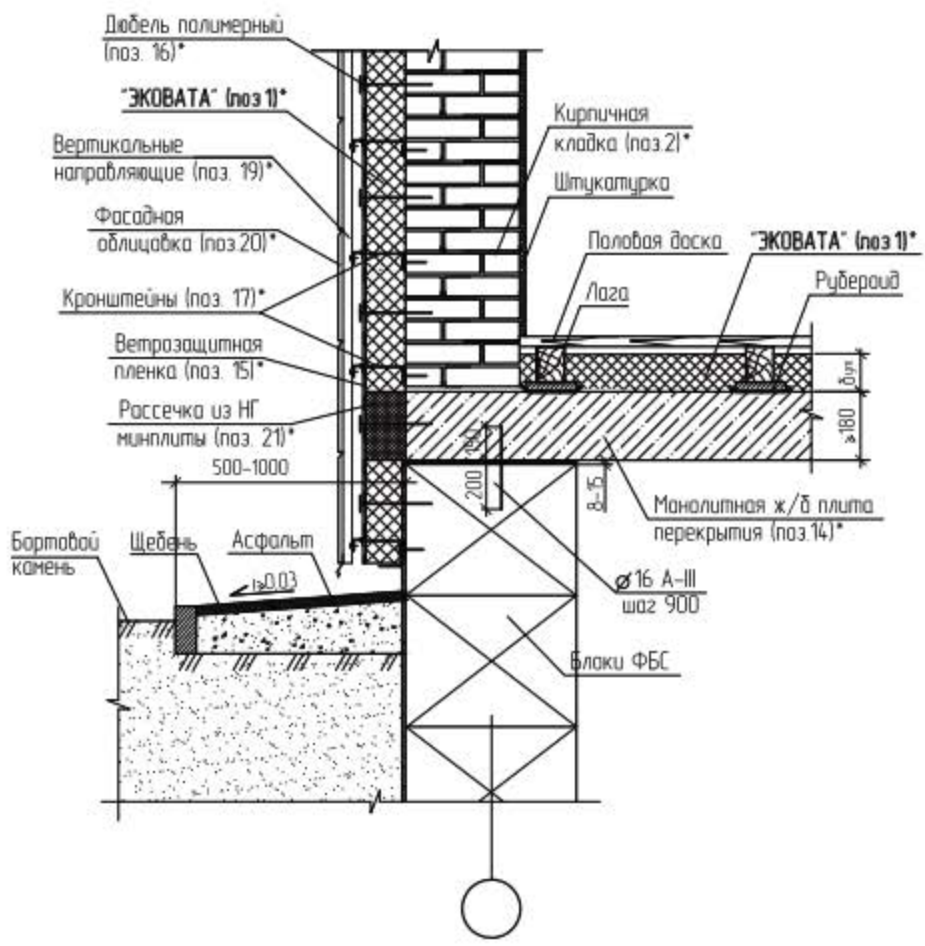 Дюбель полимерный
(поз. 16)*
"ЭКОВАТА" (поз 1)*
Вертикальные
направляющие (поз. 19)*
Фасадная
облицовка (поз.20)*
Кронштейны (поз. 17)*
Ветрозащитная
пленка (поз. 15)*
Рассечка из НГ
минплиты (поз. 21)*
500-1000
Бортовой
камень
Щебень
Асфальт
i≥0.03
Кирпичная
кладка (поз.2)*
Штукатурка
Половая доска
"ЭКОВАТА" (поз 1)*
Лага
Рубероид
δут
≥180
200
8-15
Монолитная ж/б плита
перекрытия (поз.14)*
ϕ16 А-III
шаг 900
Блоки ФБС